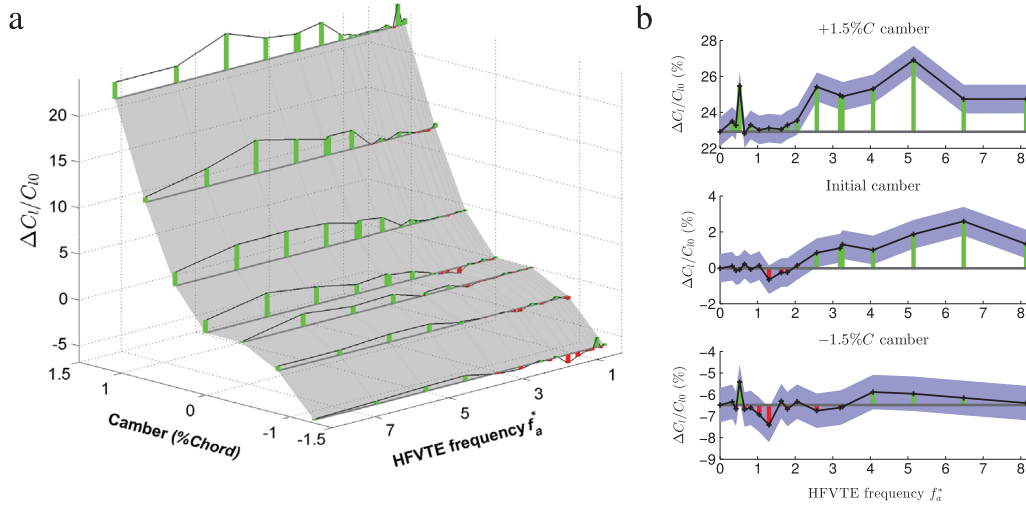 a
20
15
10
5
0
-5
ΔC_l/C_l0
1.5
1
0
-1
-1.5
Camber (%Chord)
7
5
3
1
HFVTE frequency f*_a
b
+1.5%C camber
28
26
24
22
ΔC_l/C_l0 (%)
0 1 2 3 4 5 6 7 8
Initial camber
4
2
0
−2
ΔC_l/C_l0 (%)
0 1 2 3 4 5 6 7 8
−1.5%C camber
−4
−5
−6
−7
−8
−9
ΔC_l/C_l0 (%)
0 1 2 3 4 5 6 7 8
HFVTE frequency f*_a